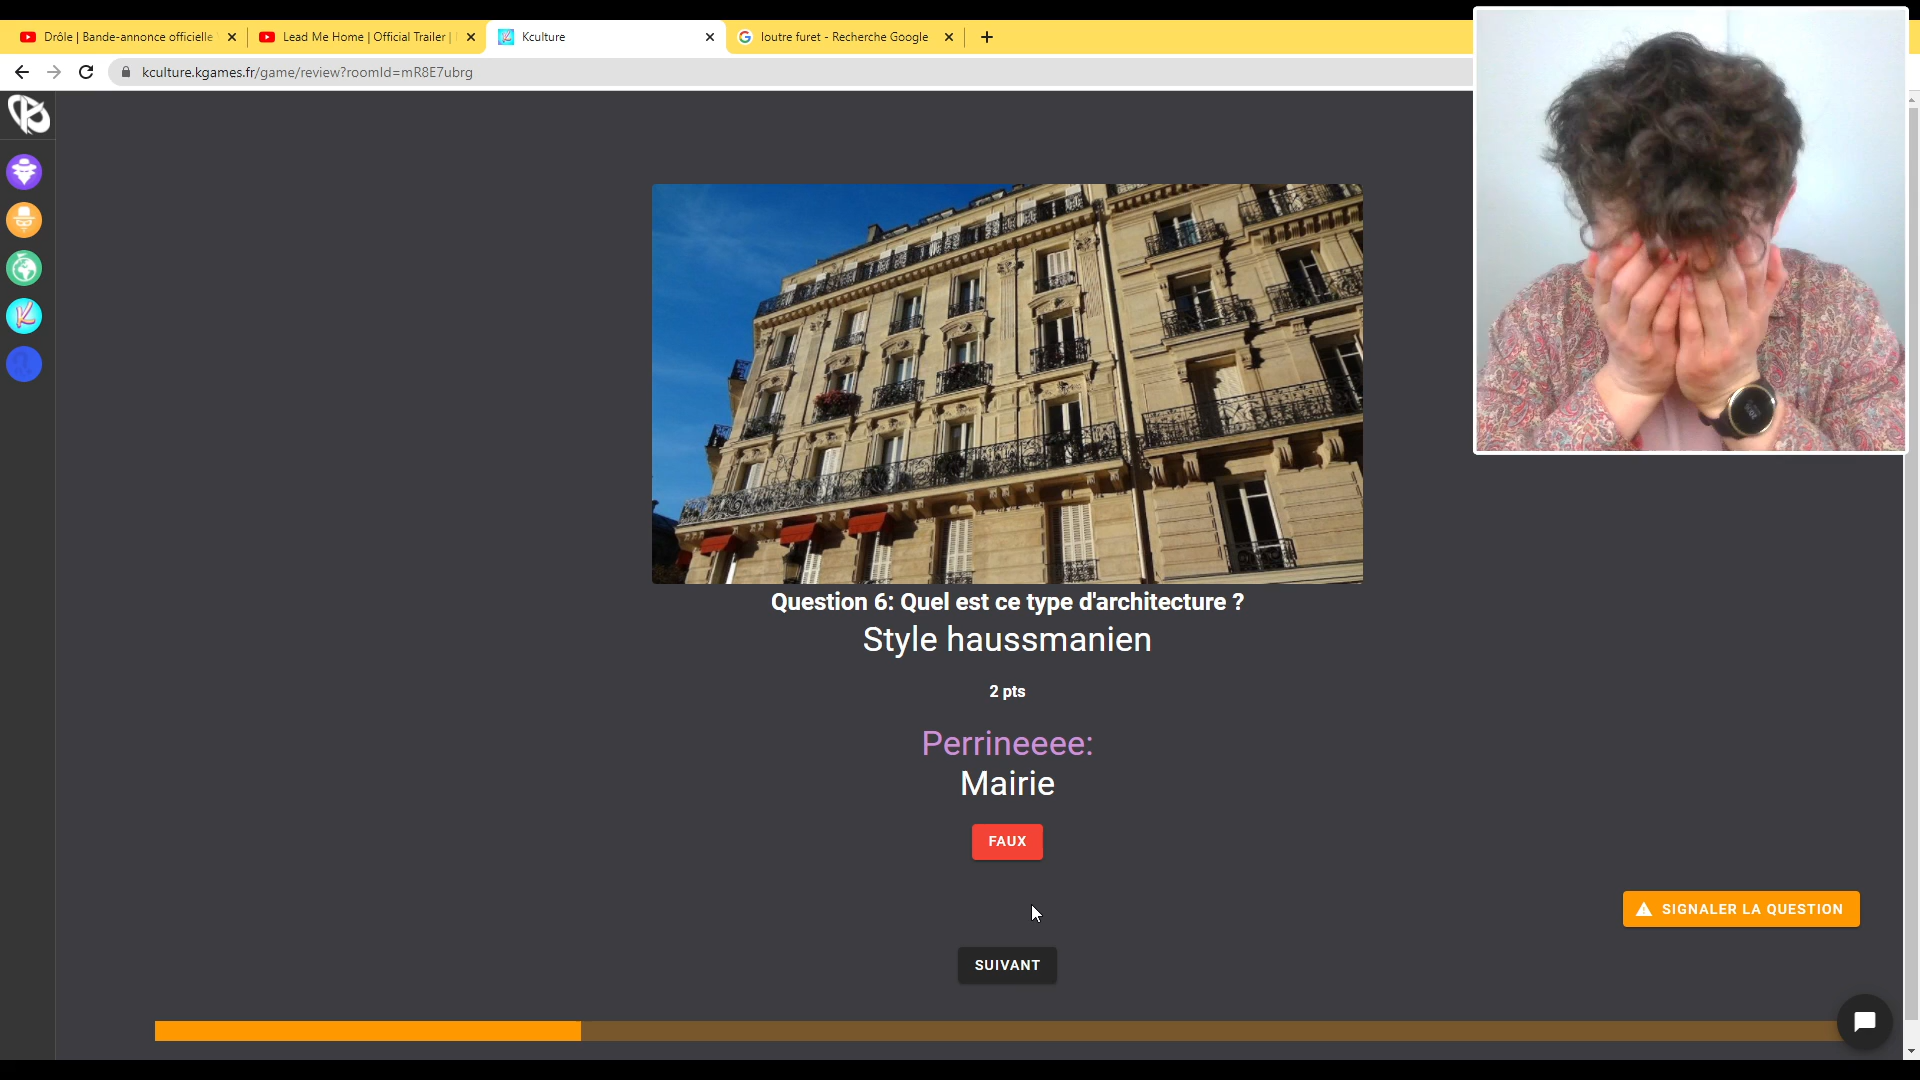 Drôle | Bande-annonce officielle
Lead Me Home | Official Trailer |
Kculture
loutre furet - Recherche Google
kculture.kgames.fr/game/review?roomId=mR8E7ubrg
Question 6: Quel est ce type d'architecture ?
Style haussmanien
2 pts
Perrineeee:
Mairie
FAUX
SIGNALER LA QUESTION
SUIVANT